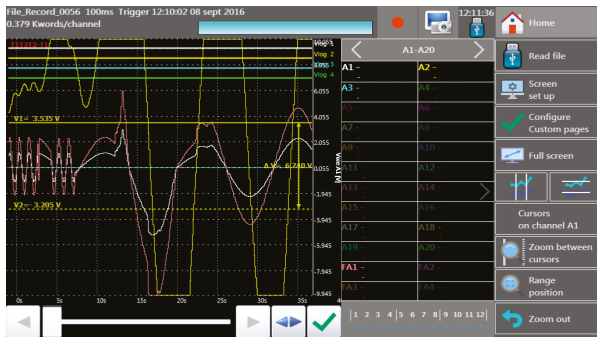 File_Record_0056 100ms Trigger 12:10:02 08 sept 2016
0.379 Kwords/channel
12:11:36
Home
Read file
Screen
set up
Configure
Custom pages
Full screen
Cursors
on channel A1
Zoom between
cursors
Range
position
Zoom out
A1-A20
A1 - A2 -
A3 - A4 -
A5 - A6 -
A7 - A8 -
A9 - A10 -
A11 - A12 -
A13 - A14 -
A15 - A16 -
A17 - A18 -
A19 - A20 -
FA1 - FA2 -
FA3 - FA4 -
| 1 2 3 4 | 5 6 7 8 | 9 10 11 12 |
Vlog 1
Vlog 2
Vlog 4
6.055
2.055
0.055
-1.945
-3.945
-5.945
-7.945
-9.945
V1= 3.535 V
V2=- 3.205 V
Δ V= 6.740 V
0s 5s 10s 15s 20s 25s 30s 35s 4